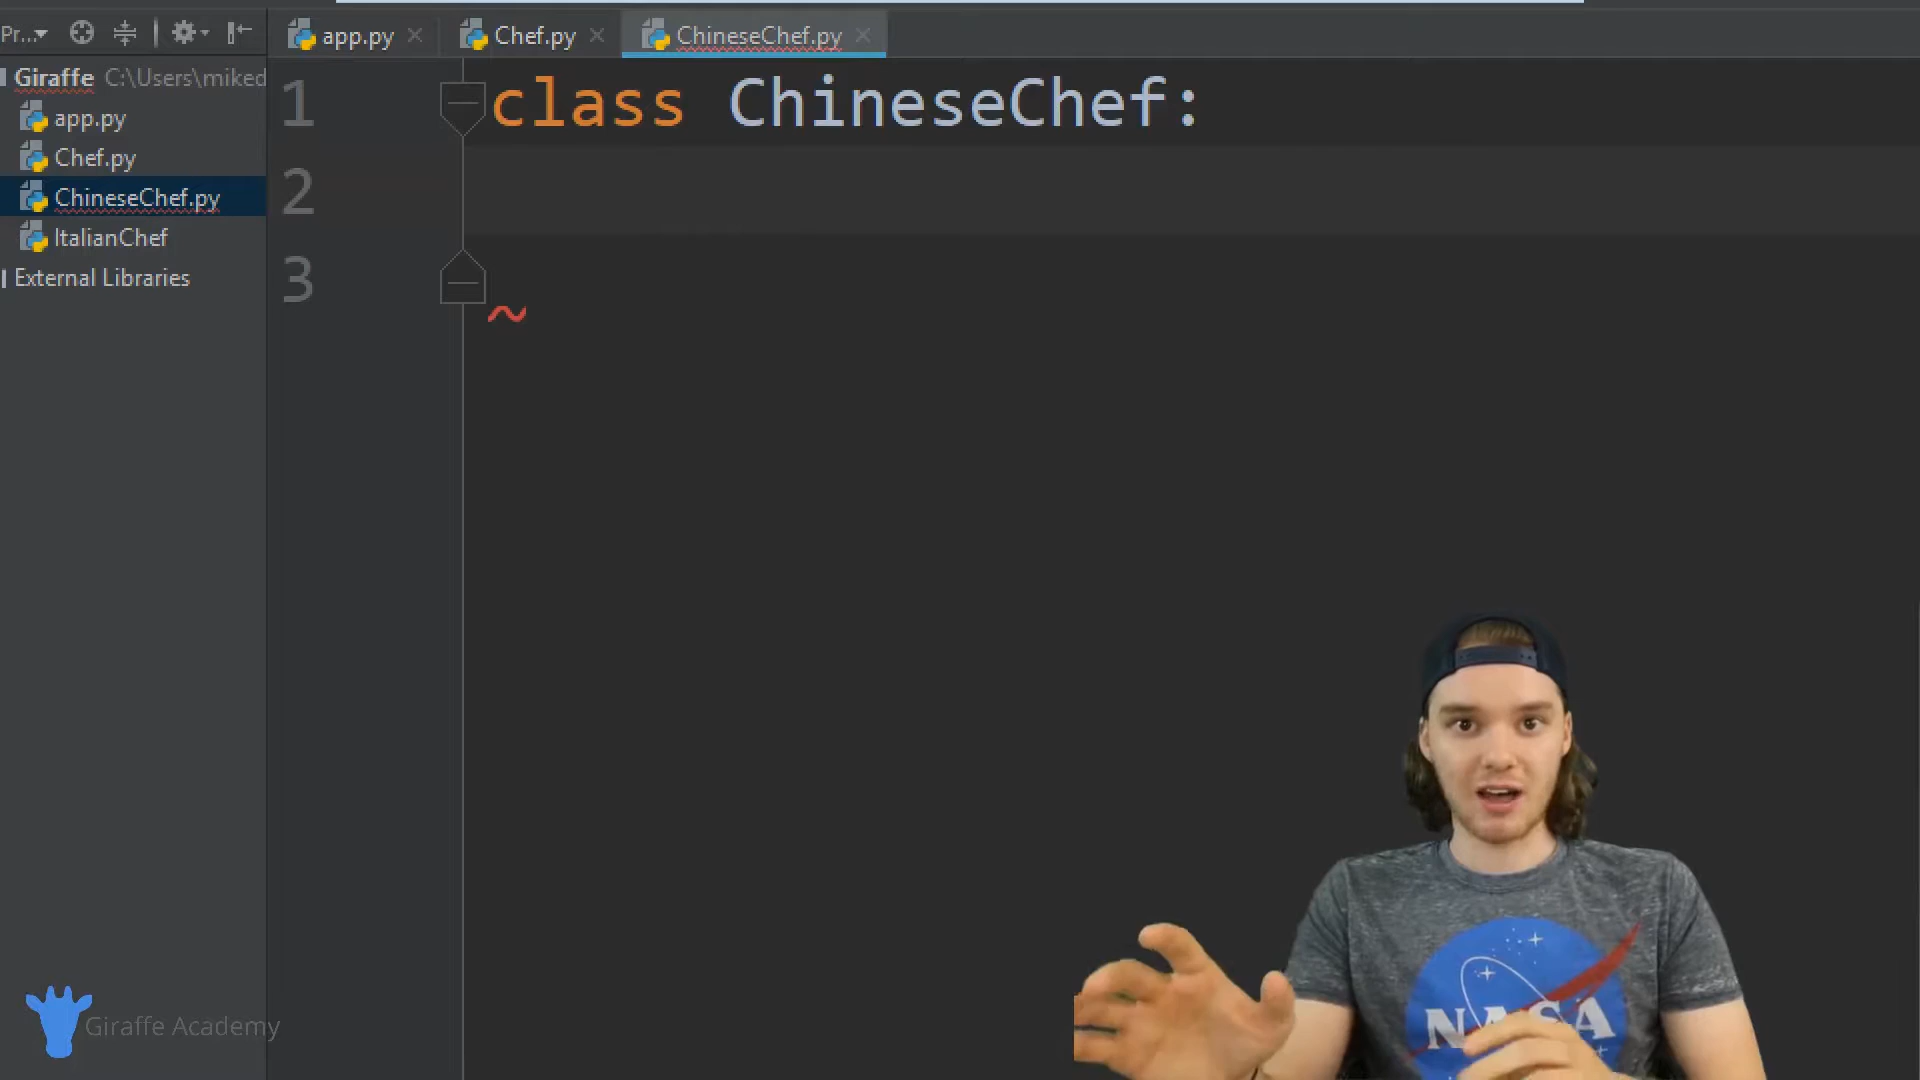 Pr...
app.py
Chef.py
ChineseChef.py
Giraffe C:\Users\miked
app.py
Chef.py
ChineseChef.py
ItalianChef
External Libraries
1 class ChineseChef:
2
3
NASA
Giraffe Academy